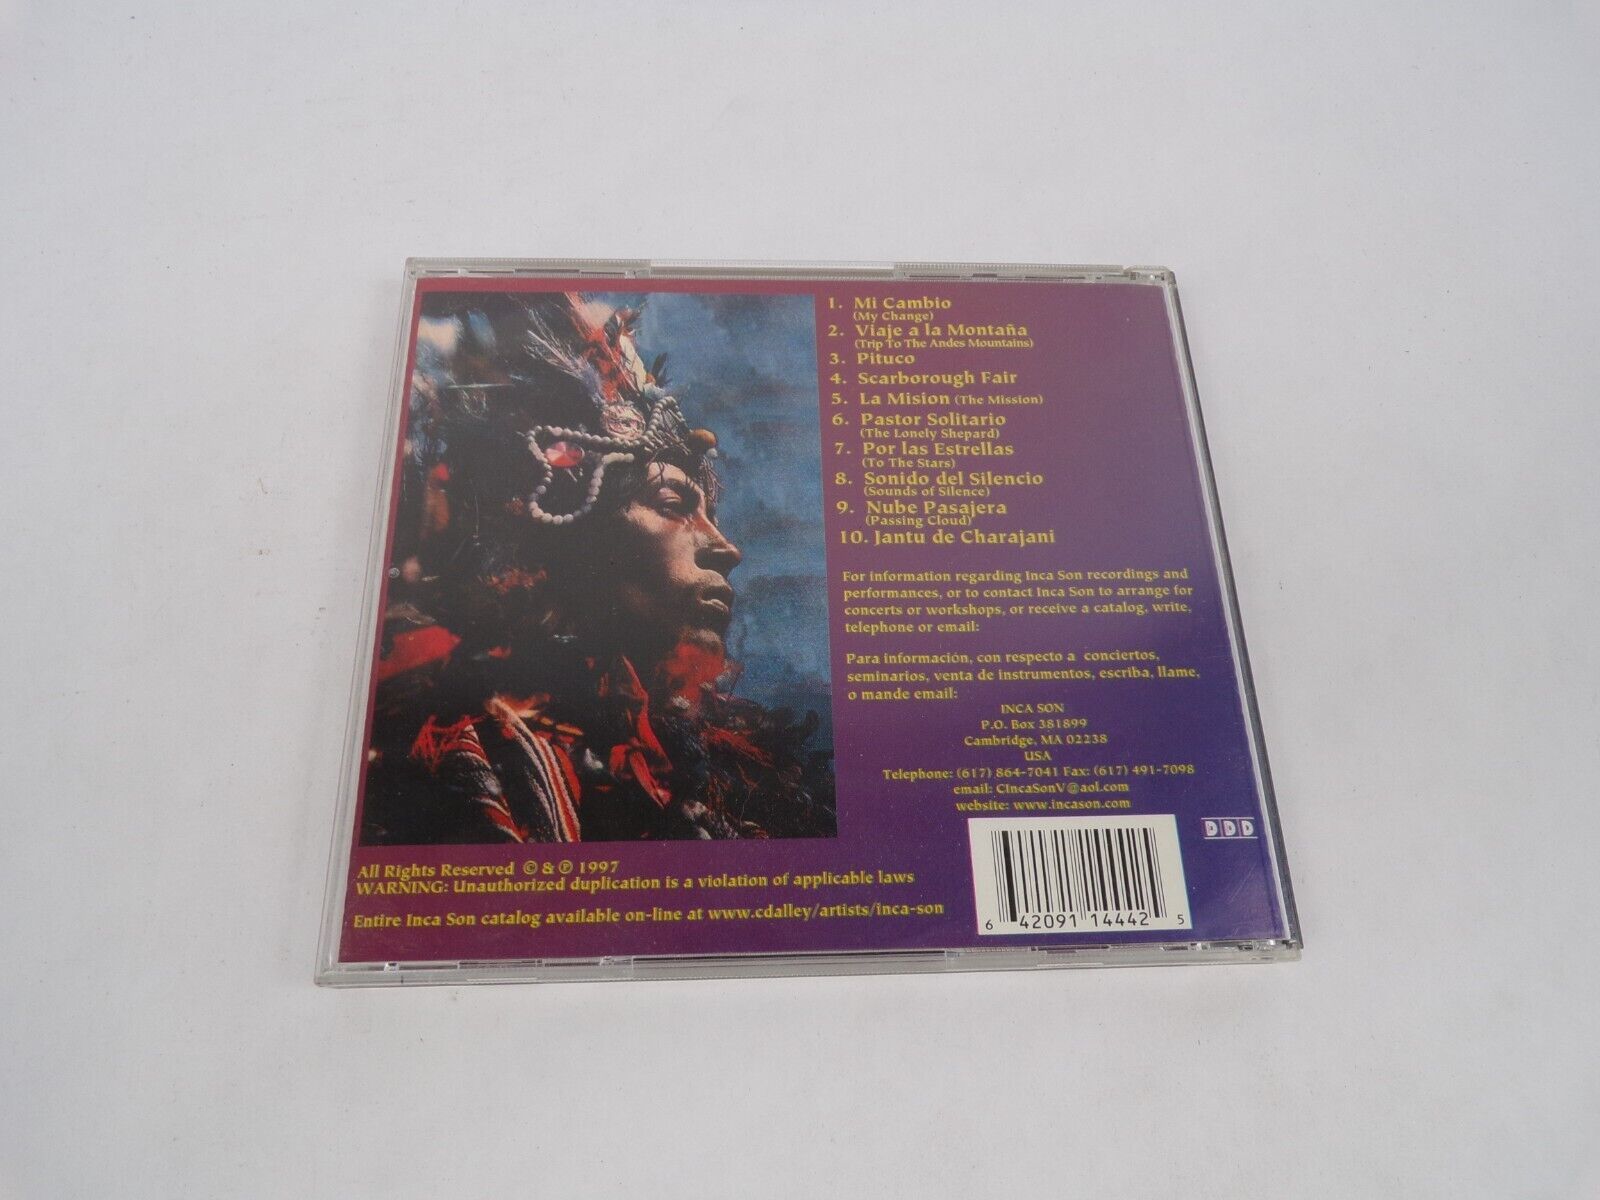 1. Mi Cambio
(My Change)
2. Viaje a la Montaña
(Trip To The Andes Mountains)
3. Pituco
4. Scarborough Fair
5. La Mision (The Mission)
6. Pastor Solitario
(The Lonely Shepard)
7. Por las Estrellas
(To The Stars)
8. Sonido del Silencio
(Sounds of Silence)
9. Nube Pasajera
(Passing Cloud)
10. Jantu de Charajani
For information regarding Inca Son recordings and
performances, or to contact Inca Son to arrange for
concerts or workshops, or receive a catalog, write,
telephone or email:
Para información, con respecto a conciertos,
seminarios, venta de instrumentos, escriba, llame,
o mande email:
INCA SON
P.O. Box 381899
Cambridge, MA 02238
USA
Telephone: (617) 864-7041 Fax: (617) 491-7098
email: CIncaSonV@aol.com
website: www.incason.com
DDD
All Rights Reserved © & ℗ 1997
WARNING: Unauthorized duplication is a violation of applicable laws
Entire Inca Son catalog available on-line at www.cdalley/artists/inca-son
6 42091 14442 5